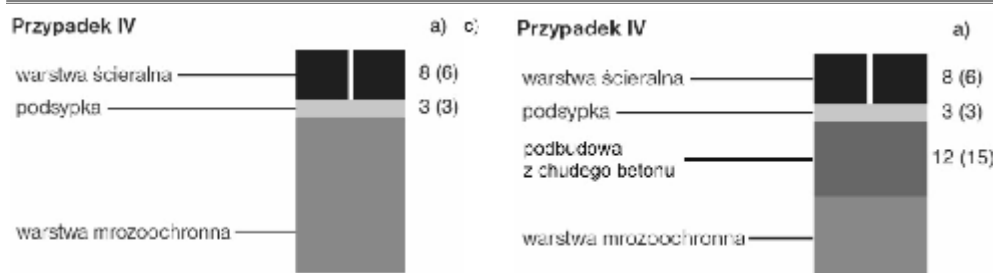 Przypadek IV a) c)
warstwa ścieralna 8 (6)
podsypka 3 (3)
warstwa mrozoochronna
Przypadek IV a)
warstwa ścieralna 8 (6)
podsypka 3 (3)
podbudowa
z chudego betonu 12 (15)
warstwa mrozoochronna